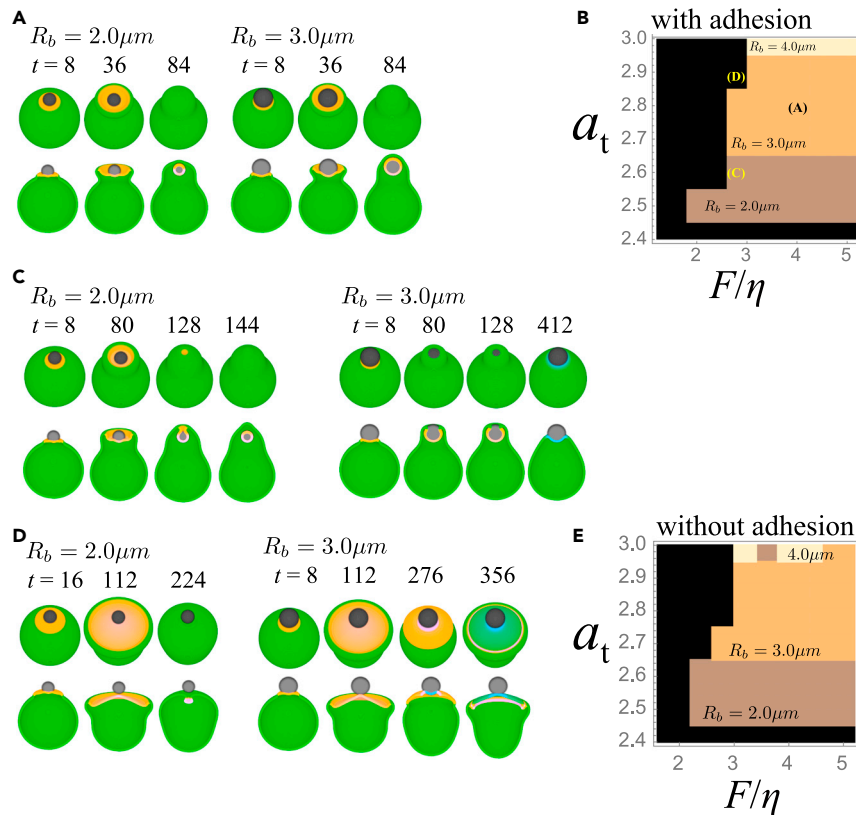 A
R_b = 2.0μm
R_b = 3.0μm
t = 8 36 84
t = 8 36 84
B
with adhesion
3.0
2.9
2.8
2.7
2.6
2.5
2.4
a_t
R_b = 4.0μm
(D)
(A)
R_b = 3.0μm
(C)
R_b = 2.0μm
2 3 4 5
F/η
C
R_b = 2.0μm
R_b = 3.0μm
t = 8 80 128 144
t = 8 80 128 412
D
R_b = 2.0μm
R_b = 3.0μm
t = 16 112 224
t = 8 112 276 356
E
without adhesion
3.0
2.9
2.8
2.7
2.6
2.5
2.4
a_t
4.0μm
R_b = 3.0μm
R_b = 2.0μm
2 3 4 5
F/η